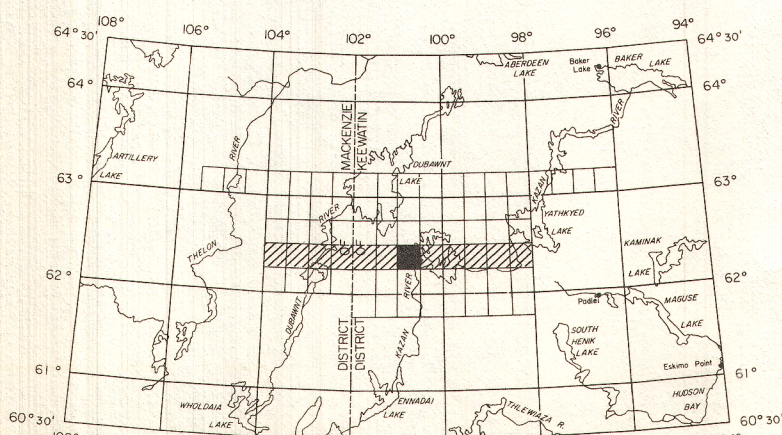 108°
106°
104°
102°
100°
98°
96°
94°
64° 30'
64° 30'
ABERDEEN
LAKE
Baker
Lake
BAKER
LAKE
64°
64°
RIVER
RIVER
MACKENZIE
KEEWATIN
ARTILLERY
LAKE
DUBAWNT
LAKE
63°
63°
KAZAN
RIVER
YATHKYED
LAKE
THELON
OF
OF
KAMINAK
LAKE
62°
62°
RIVER
Padlei
MAGUSE
LAKE
DUBAWNT
DISTRICT
DISTRICT
KAZAN
SOUTH
HENIK
LAKE
Eskimo Point
61°
61°
WHOLDAIA
LAKE
ENNADAI
LAKE
THLEWIAZA R.
HUDSON
BAY
60° 30'
60° 30'